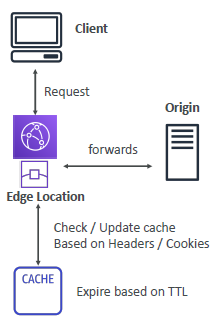 Client
Request
Origin
forwards
Edge Location
Check / Update cache
Based on Headers / Cookies
CACHE
Expire based on TTL